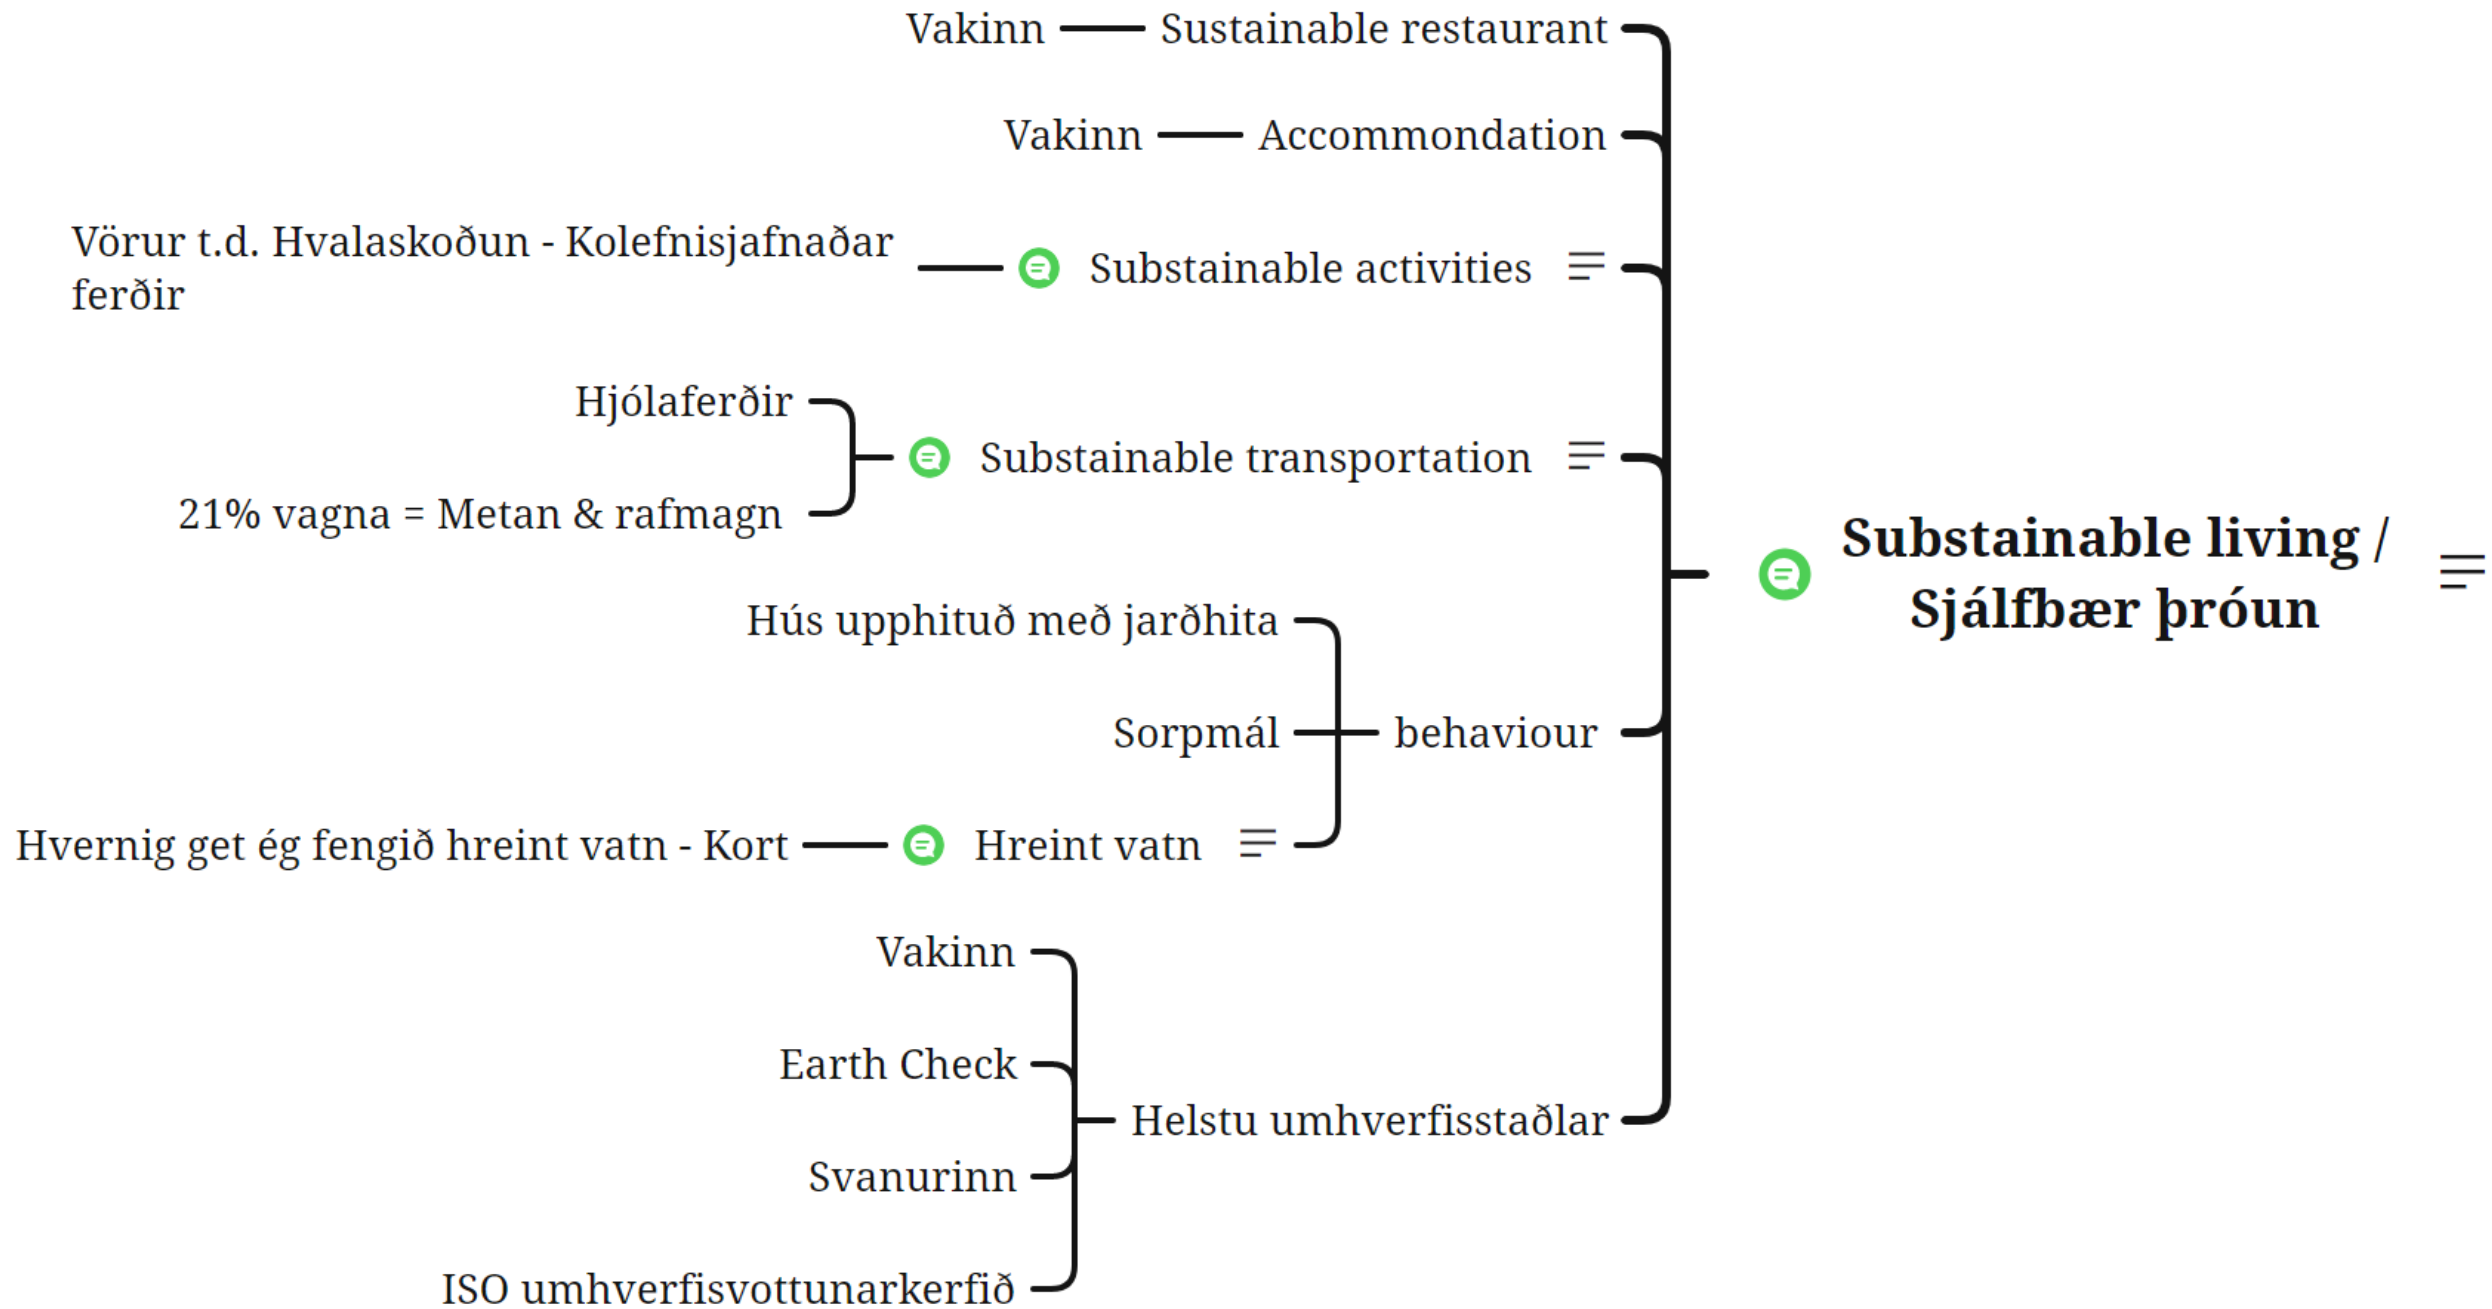 Vakinn Sustainable restaurant
Vakinn Accommondation
Vörur t.d. Hvalaskoðun - Kolefnisjafnaðar
ferðir
Substainable activities
Hjólaferðir
Substainable transportation
21% vagna = Metan & rafmagn
Substainable living /
Sjálfbær þróun
Hús upphituð með jarðhita
Sorpmál
behaviour
Hvernig get ég fengið hreint vatn - Kort
Hreint vatn
Vakinn
Earth Check
Helstu umhverfisstaðlar
Svanurinn
ISO umhverfisvottunarkerfið